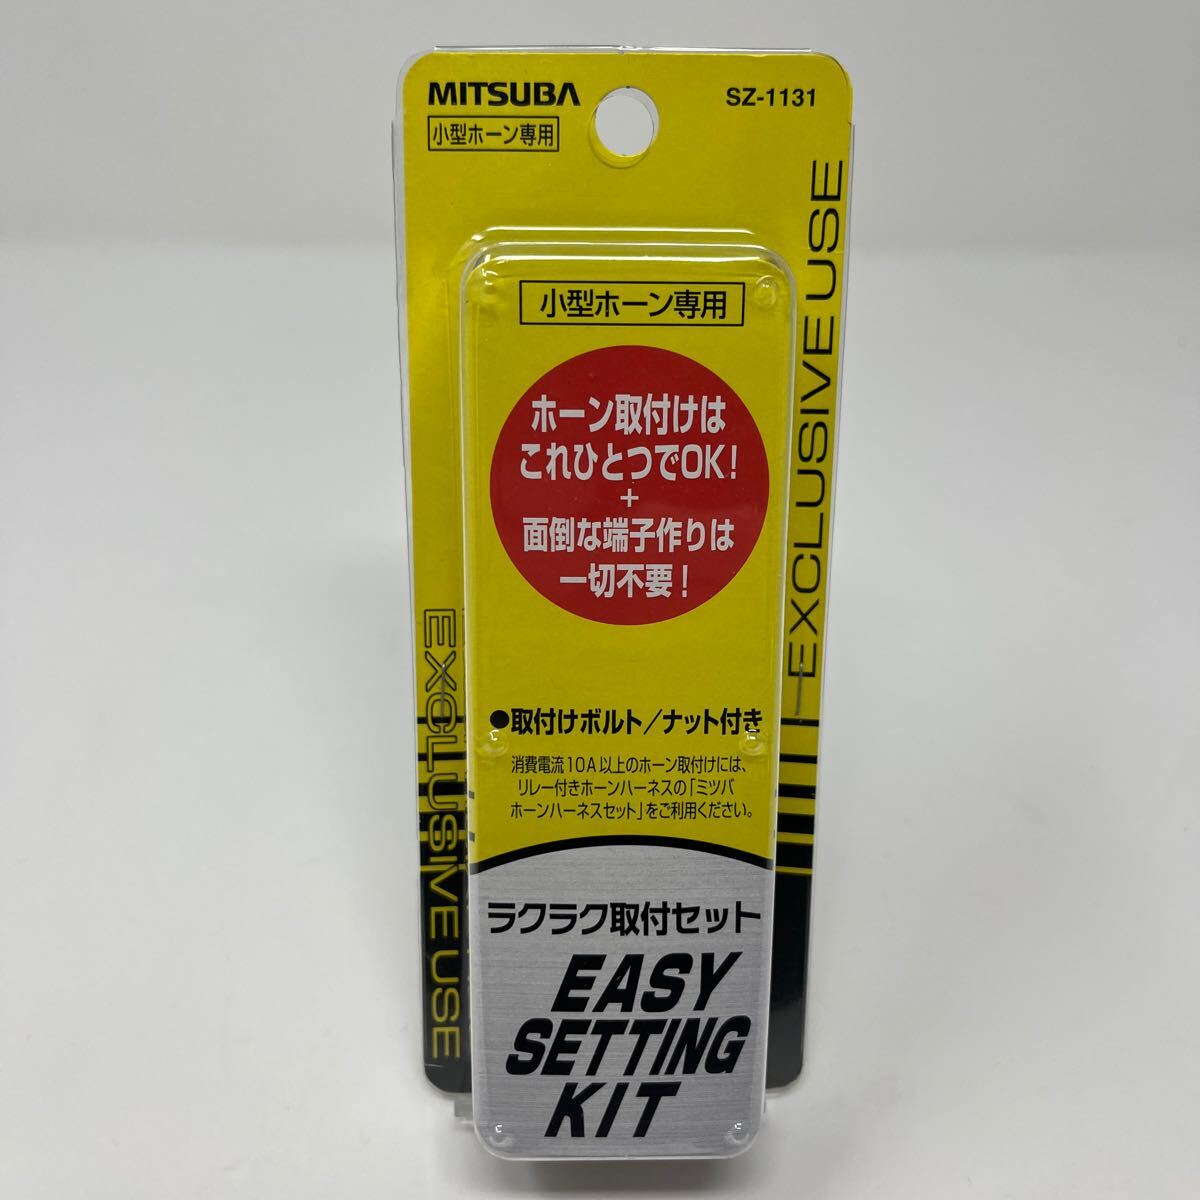 MITSUBA
SZ-1131
小型ホーン専用
EXCLUSIVE USE
小型ホーン専用
ホーン取付けは
これひとつでOK!
+
面倒な端子作りは
一切不要!
●取付けボルト/ナット付き
消費電流10A以上のホーン取付けには、
リレー付きホーンハーネスの「ミツバ
ホーンハーネスセット」をご利用ください。
EXCLUSIVE USE
ラクラク取付セット
EASY
SETTING
KIT